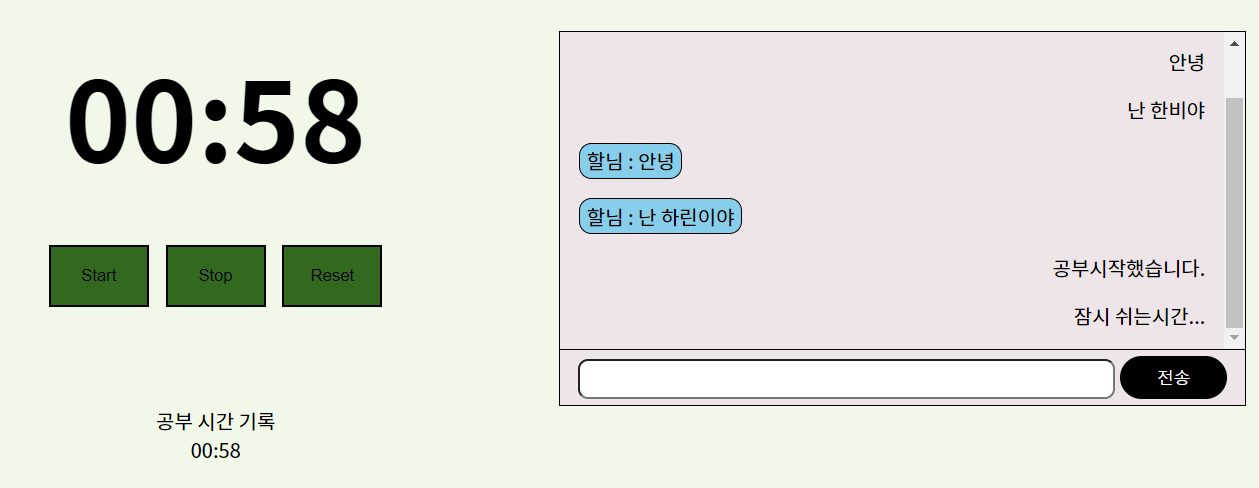 00:58
Start
Stop
Reset
공부 시간 기록
00:58
안녕
난 한비야
할님 : 안녕
할님 : 난 하린이야
공부시작했습니다.
잠시 쉬는시간...
전송